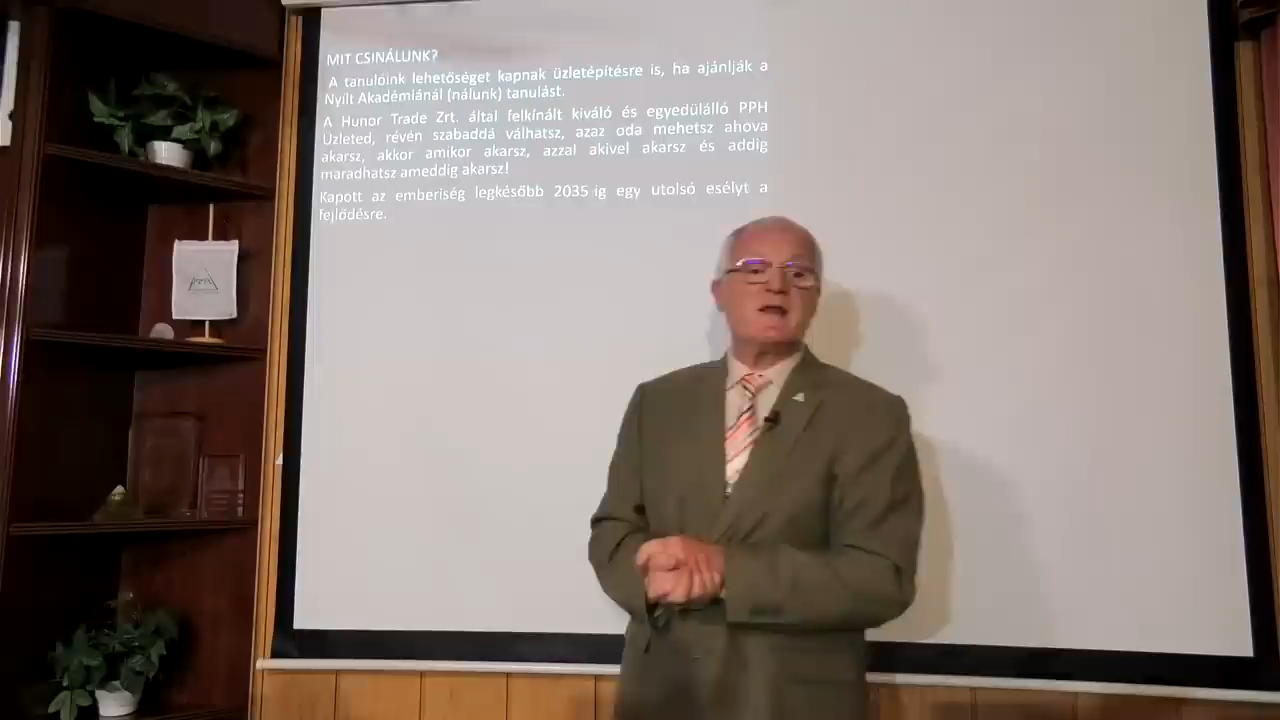 MIT CSINÁLUNK?
A tanulóink lehetőséget kapnak üzletépítésre is, ha ajánlják a
Nyílt Akadémiánál (nálunk) tanulást.
A Hunor Trade Zrt. által felkínált kiváló és egyedülálló PPH
Üzleted, révén szabaddá válhatsz, azaz oda mehetsz ahova
akarsz, akkor amikor akarsz, azzal akivel akarsz és addig
maradhatsz ameddig akarsz!
Kapott az emberiség legkésőbb 2035-ig egy utolsó esélyt a
fejlődésre.